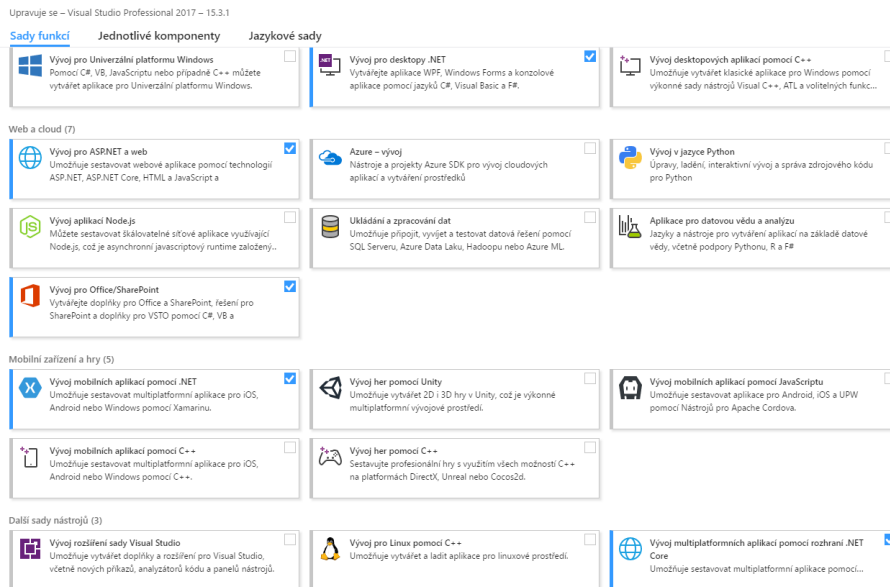 Upravuje se – Visual Studio Professional 2017 – 15.3.1
Sady funkcí
Jednotlivé komponenty
Jazykové sady
Vývoj pro Univerzální platformu Windows
Pomocí C#, VB, JavaScriptu nebo případně C++ můžete
vytvářet aplikace pro Univerzální platformu Windows.
.NET
Vývoj pro desktopy .NET
Vytvářejte aplikace WPF, Windows Forms a konzolové
aplikace pomocí jazyků C#, Visual Basic a F#.
Vývoj desktopových aplikací pomocí C++
Umožňuje vytvářet klasické aplikace pro Windows pomocí
výkonné sady nástrojů Visual C++, ATL a volitelných funkc...
Web a cloud (7)
Vývoj pro ASP.NET a web
Umožňuje sestavovat webové aplikace pomocí technologií
ASP.NET, ASP.NET Core, HTML a JavaScript a
Azure – vývoj
Nástroje a projekty Azure SDK pro vývoj cloudových
aplikací a vytváření prostředků
Vývoj v jazyce Python
Úpravy, ladění, interaktivní vývoj a správa zdrojového kódu
pro Python
Vývoj aplikací Node.js
Můžete sestavovat škálovatelné síťové aplikace využívající
Node.js, což je asynchronní javascriptový runtime založený..
Ukládání a zpracování dat
Umožňuje připojit, vyvíjet a testovat datová řešení pomocí
SQL Serveru, Azure Data Laku, Hadoopu nebo Azure ML.
Aplikace pro datovou vědu a analýzu
Jazyky a nástroje pro vytváření aplikací na základě datové
vědy, včetně podpory Pythonu, R a F#
Vývoj pro Office/SharePoint
Vytvářejte doplňky pro Office a SharePoint, řešení pro
SharePoint a doplňky pro VSTO pomocí C#, VB a
Mobilní zařízení a hry (5)
Vývoj mobilních aplikací pomocí .NET
Umožňuje sestavovat multiplatformní aplikace pro iOS,
Android nebo Windows pomocí Xamarinu.
Vývoj her pomocí Unity
Umožňuje vytvářet 2D i 3D hry v Unity, což je výkonné
multiplatformní vývojové prostředí.
Vývoj mobilních aplikací pomocí JavaScriptu
Umožňuje sestavovat aplikace pro Android, iOS a UPW
pomocí Nástrojů pro Apache Cordova.
Vývoj mobilních aplikací pomocí C++
Umožňuje sestavovat multiplatformní aplikace pro iOS,
Android nebo Windows pomocí C++.
Vývoj her pomocí C++
Sestavujte profesionální hry s využitím všech možností C++
na platformách DirectX, Unreal nebo Cocos2d.
Další sady nástrojů (3)
Vývoj rozšíření sady Visual Studio
Umožňuje vytvářet doplňky a rozšíření pro Visual Studio,
včetně nových příkazů, analyzátorů kódu a panelů nástrojů.
Vývoj pro Linux pomocí C++
Umožňuje vytvářet a ladit aplikace pro linuxové prostředí.
Vývoj multiplatformních aplikací pomocí rozhraní .NET
Core
Umožňuje sestavovat multiplatformní aplikace pomocí...